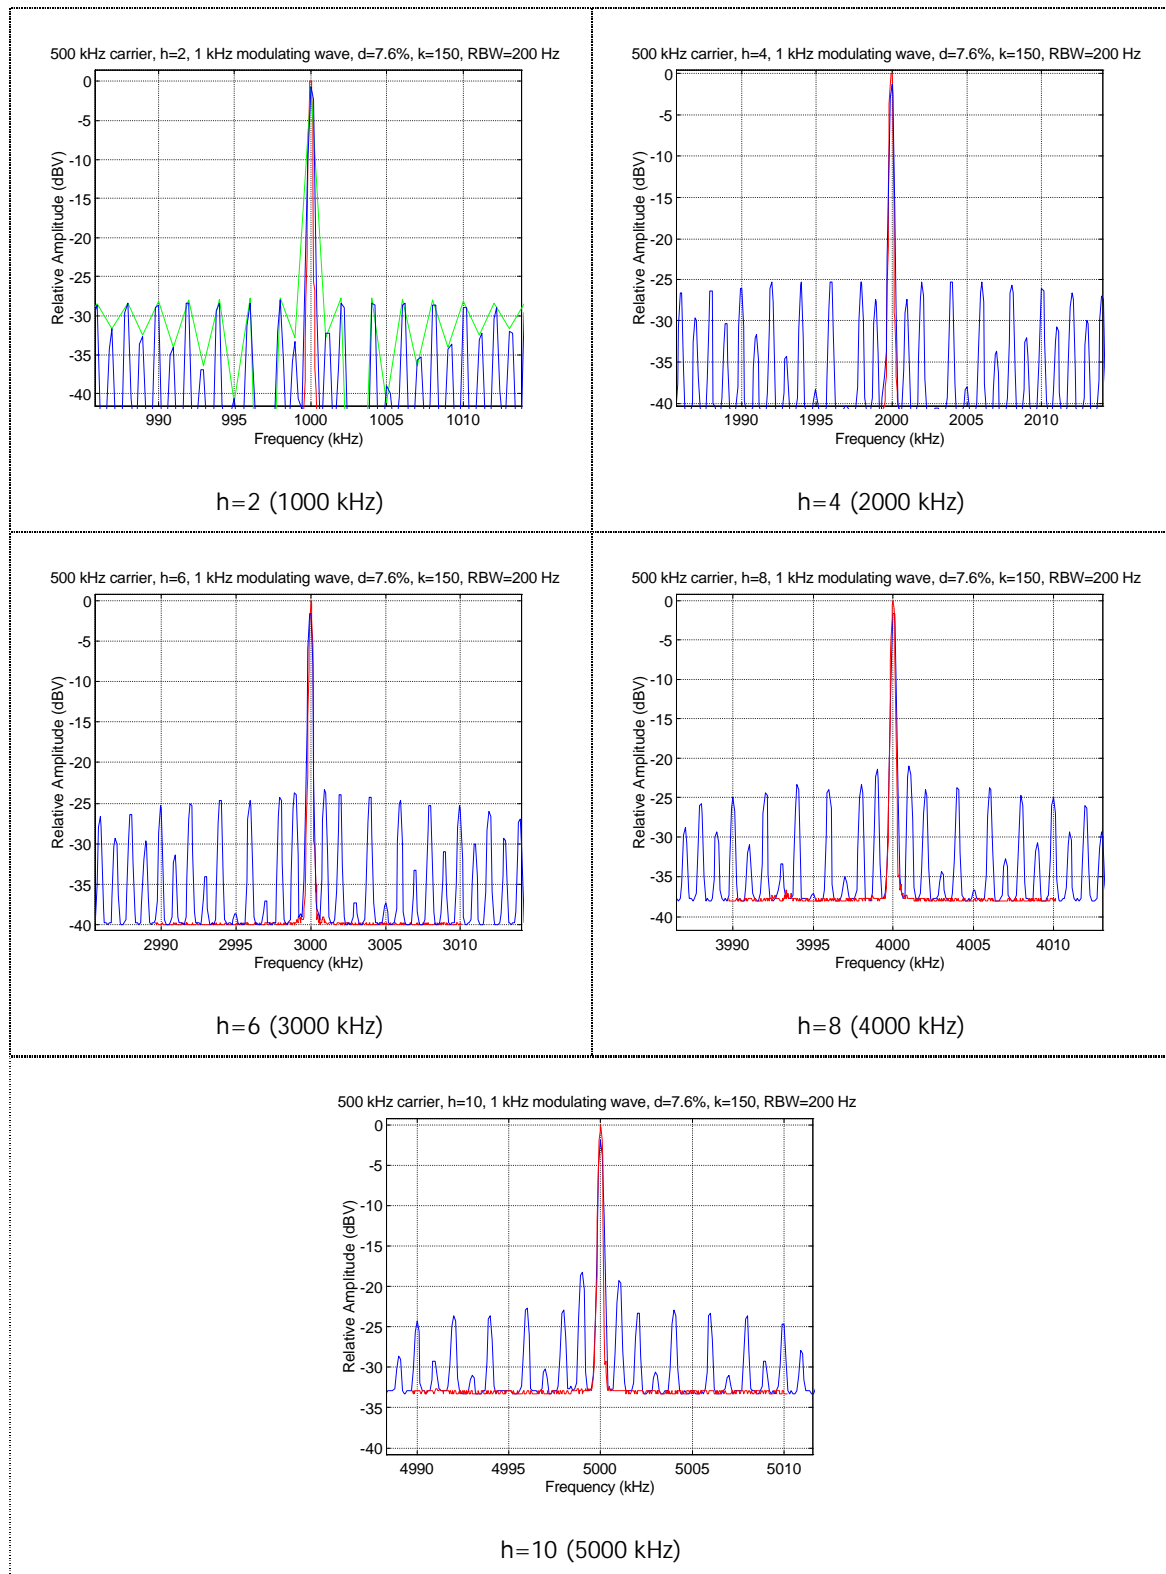 500 kHz carrier, h=2, 1 kHz modulating wave, d=7.6%, k=150, RBW=200 Hz
0
-5
-10
-15
-20
-25
-30
-35
-40
Relative Amplitude (dBV)
990 995 1000 1005 1010
Frequency (kHz)
h=2 (1000 kHz)
500 kHz carrier, h=4, 1 kHz modulating wave, d=7.6%, k=150, RBW=200 Hz
0
-5
-10
-15
-20
-25
-30
-35
-40
Relative Amplitude (dBV)
1990 1995 2000 2005 2010
Frequency (kHz)
h=4 (2000 kHz)
500 kHz carrier, h=6, 1 kHz modulating wave, d=7.6%, k=150, RBW=200 Hz
0
-5
-10
-15
-20
-25
-30
-35
-40
Relative Amplitude (dBV)
2990 2995 3000 3005 3010
Frequency (kHz)
h=6 (3000 kHz)
500 kHz carrier, h=8, 1 kHz modulating wave, d=7.6%, k=150, RBW=200 Hz
0
-5
-10
-15
-20
-25
-30
-35
-40
Relative Amplitude (dBV)
3990 3995 4000 4005 4010
Frequency (kHz)
h=8 (4000 kHz)
500 kHz carrier, h=10, 1 kHz modulating wave, d=7.6%, k=150, RBW=200 Hz
0
-5
-10
-15
-20
-25
-30
-35
-40
Relative Amplitude (dBV)
4990 4995 5000 5005 5010
Frequency (kHz)
h=10 (5000 kHz)